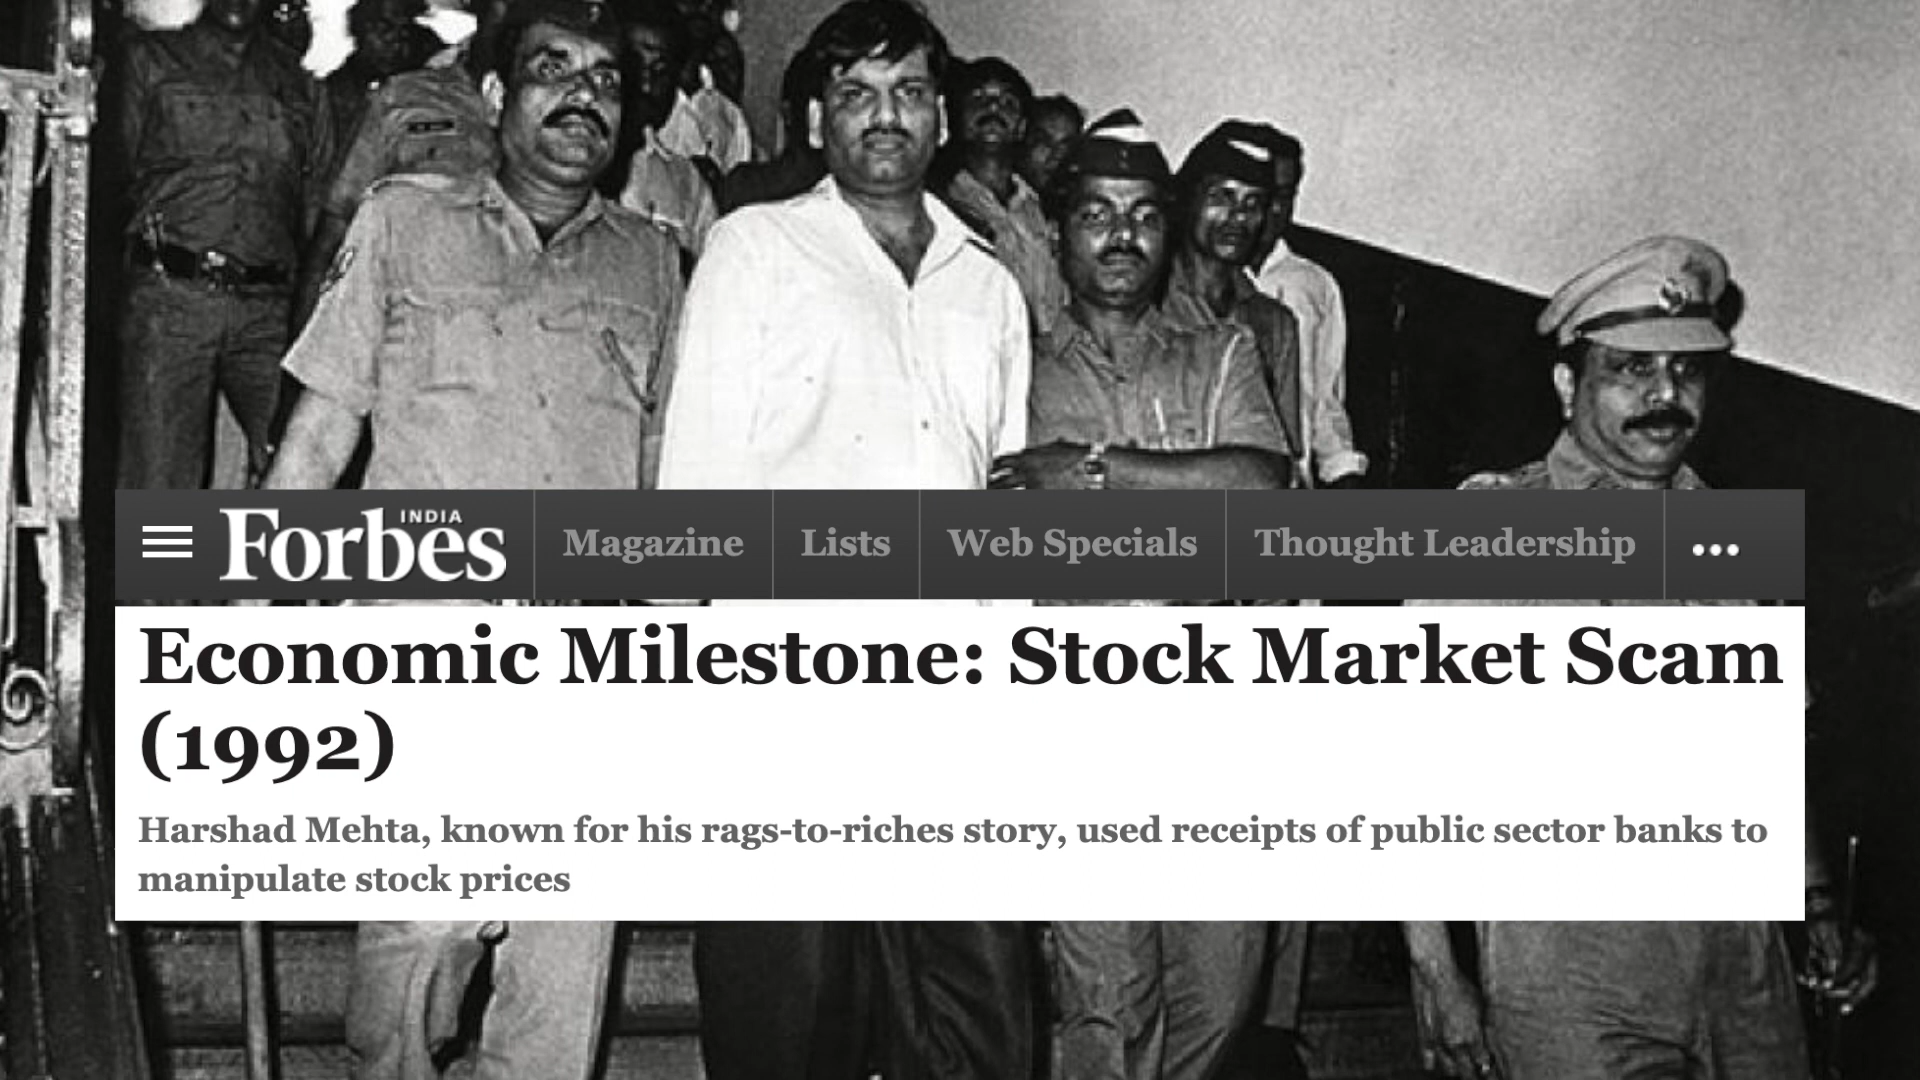 INDIA
Forbes
Magazine
Lists
Web Specials
Thought Leadership
Economic Milestone: Stock Market Scam
(1992)
Harshad Mehta, known for his rags-to-riches story, used receipts of public sector banks to
manipulate stock prices